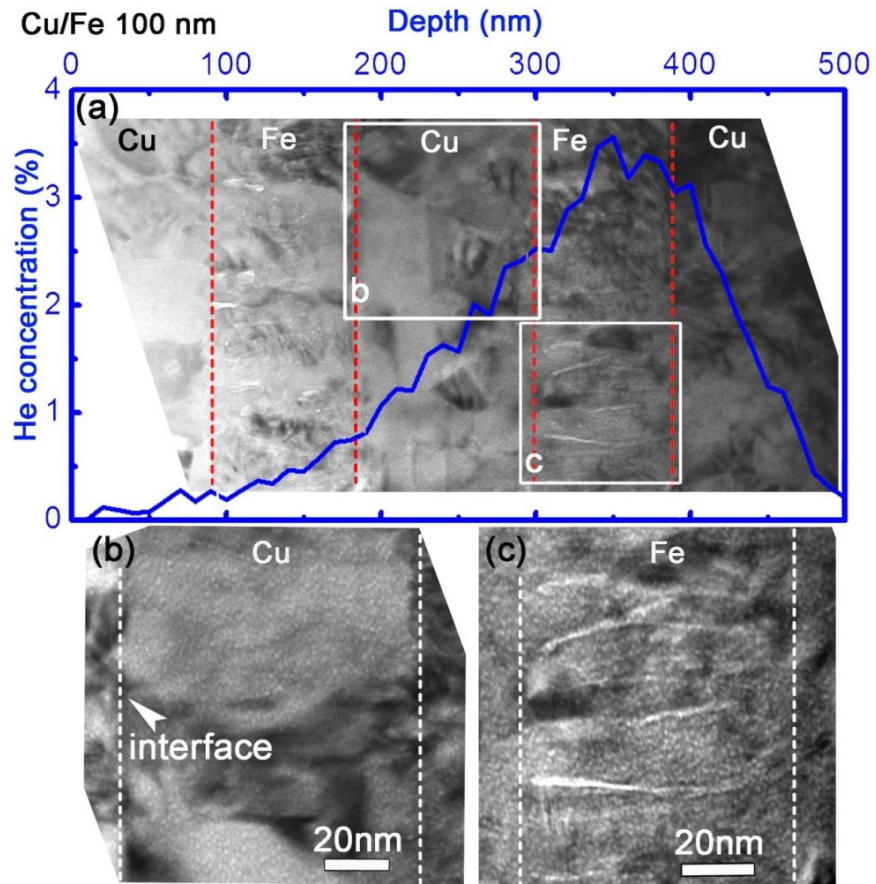 Cu/Fe 100 nm
Depth (nm)
0 100 200 300 400 500
He concentration (%)
4
3
2
1
0
(a)
Cu Fe Cu Fe Cu
b
c
(b) Cu
interface
20nm
(c) Fe
20nm